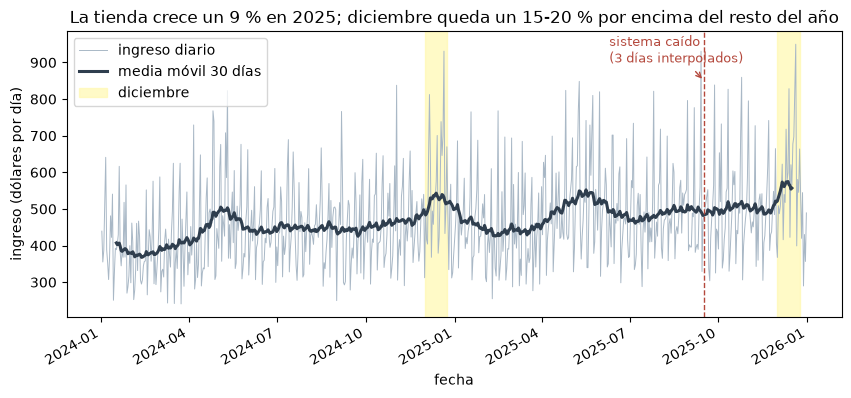 La tienda crece un 9 % en 2025; diciembre queda un 15-20 % por encima del resto del año
sistema caído
(3 días interpolados)
ingreso diario
media móvil 30 días
diciembre
ingreso (dólares por día)
900
800
700
600
500
400
300
2024-01
2024-04
2024-07
2024-10
2025-01
2025-04
2025-07
2025-10
2026-01
fecha